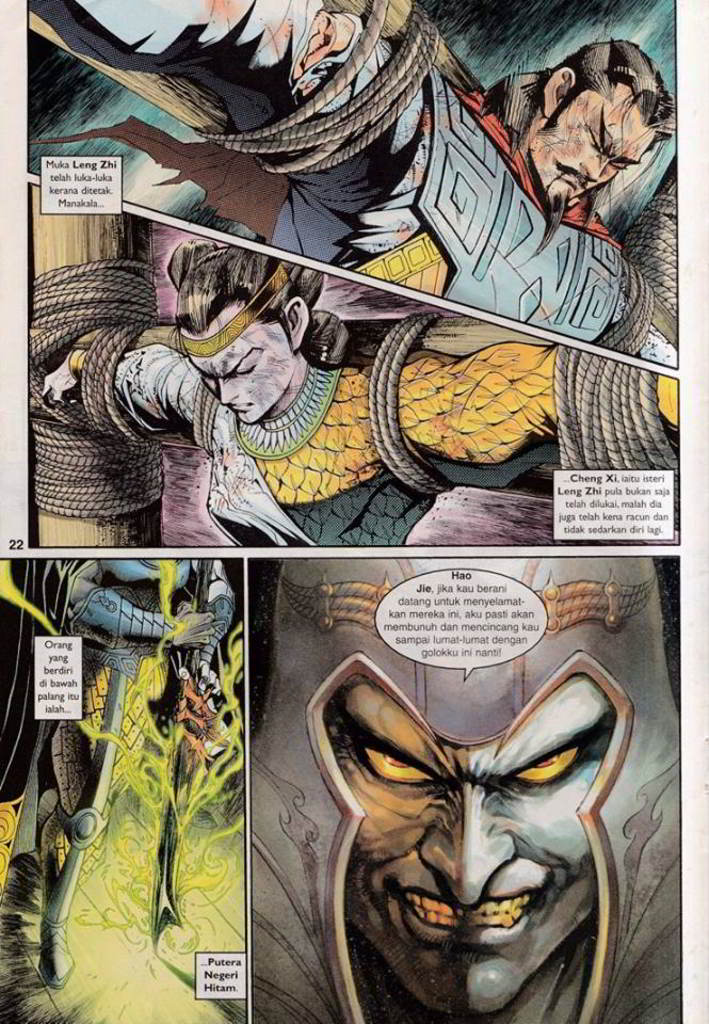 Muka Leng Zhi
telah luka-luka
kerana ditetak.
Manakala...
...Cheng Xi, iaitu isteri
Leng Zhi pula bukan saja
telah dilukai, malah dia
juga telah kena racun dan
tidak sedarkan diri lagi.
22
Orang
yang
berdiri
di bawah
palang itu
ialah...
...Putera
Negeri
Hitam.
Hao
Jie, jika kau berani
datang untuk menyelamat-
kan mereka ini, aku pasti akan
membunuh dan mencincang kau
sampai lumat-lumat dengan
golokku ini nanti!